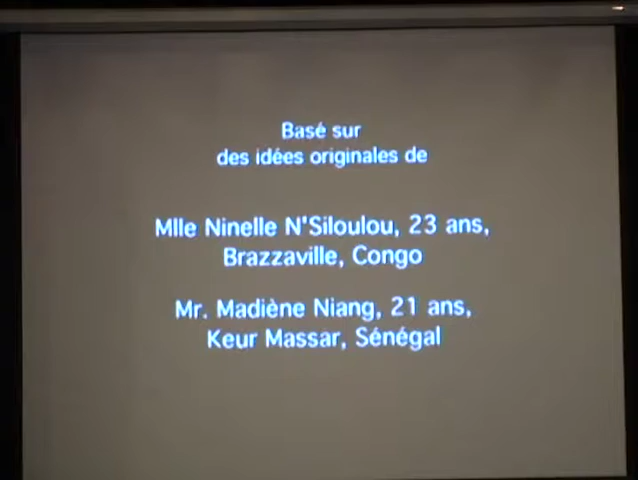 Basé sur
des idées originales de
Mlle Ninelle N'Siloulou, 23 ans,
Brazzaville, Congo
Mr. Madiène Niang, 21 ans,
Keur Massar, Sénégal